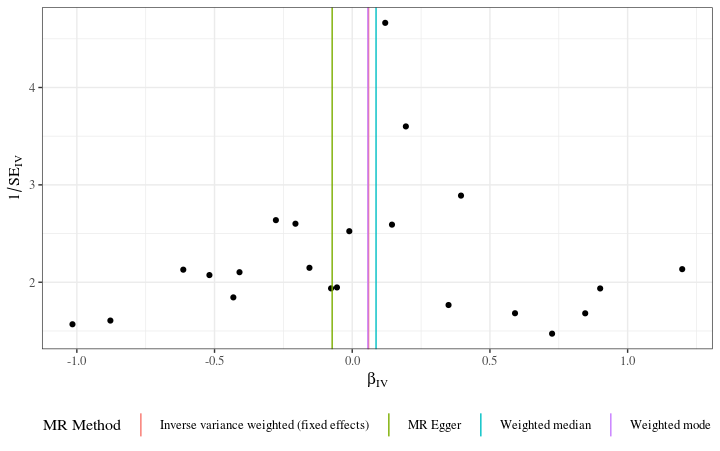 4
3
2
1/SE_IV
-1.0 -0.5 0.0 0.5 1.0
β_IV
MR Method Inverse variance weighted (fixed effects) MR Egger Weighted median Weighted mode